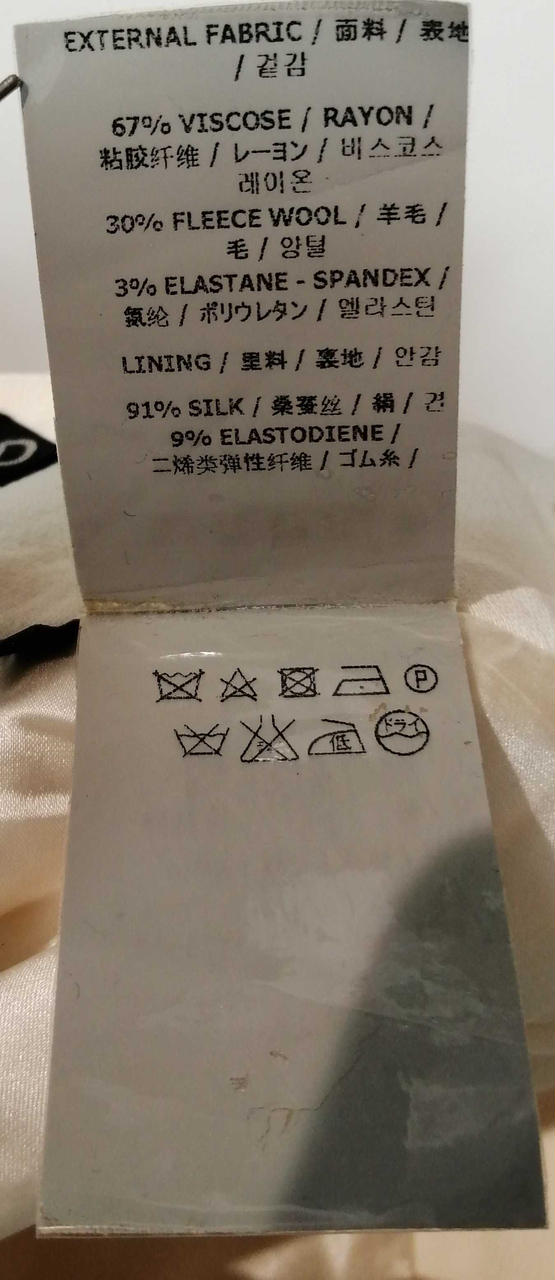 EXTERNAL FABRIC / 面料 / 表地
/ 겉감
67% VISCOSE / RAYON /
粘胶纤维 / レーヨン / 비스코스
레이온
30% FLEECE WOOL / 羊毛 /
毛 / 양털
3% ELASTANE - SPANDEX /
氨纶 / ポリウレタン / 엘라스틴
LINING / 里料 / 裏地 / 안감
91% SILK / 桑蚕丝 / 絹 / 견
9% ELASTODIENE /
二烯类弹性纤维 / ゴム糸 /
D
P
低 ドライ